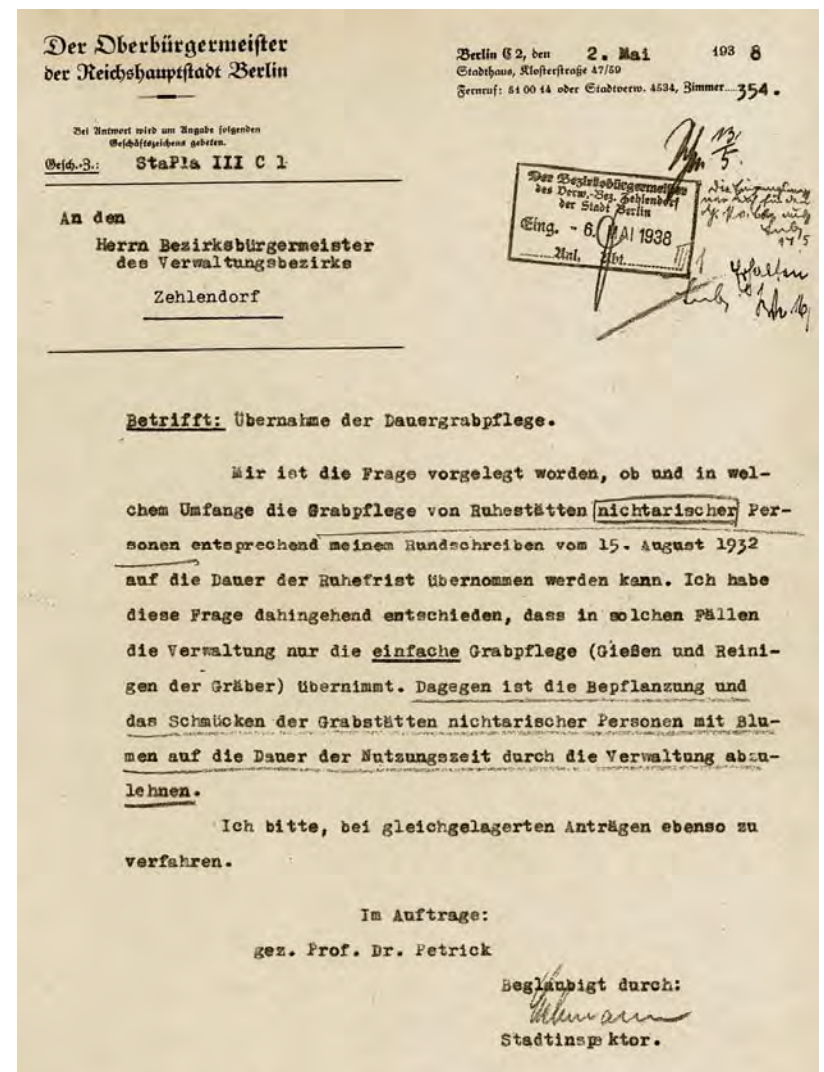 Der Oberbürgermeister
der Reichshauptstadt Berlin
Berlin C 2, den 2. Mai 193 8
Stadthaus, Klosterstraße 47/59
Fernruf: 51 00 14 oder Stadtverw. 4534, Zimmer 354.
Bei Antwort wird um Angabe folgenden
Geschäftszeichens gebeten.
Gesch.-Z.: StaPla III C 1
13/5.
Der Bezirksbürgermeister
des Verw.-Bez. Zehlendorf
der Stadt Berlin
Eing. - 6. MAI 1938
Anl. Abt.
An den
Herrn Bezirksbürgermeister
des Verwaltungsbezirks
Zehlendorf
Betrifft: Übernahme der Dauergrabpflege.
Mir ist die Frage vorgelegt worden, ob und in wel-
chem Umfange die Grabpflege von Ruhestätten nichtarischer Per-
sonen entsprechend meinem Rundschreiben vom 15. August 1932
auf die Dauer der Ruhefrist übernommen werden kann. Ich habe
diese Frage dahingehend entschieden, dass in solchen Fällen
die Verwaltung nur die einfache Grabpflege (Gießen und Reini-
gen der Gräber) übernimmt. Dagegen ist die Bepflanzung und
das Schmücken der Grabstätten nichtarischer Personen mit Blu-
men auf die Dauer der Nutzungszeit durch die Verwaltung abzu-
lehnen.
Ich bitte, bei gleichgelagerten Anträgen ebenso zu
verfahren.
Im Auftrage:
gez. Prof. Dr. Petrick
Beglaubigt durch:
Stadtinspektor.